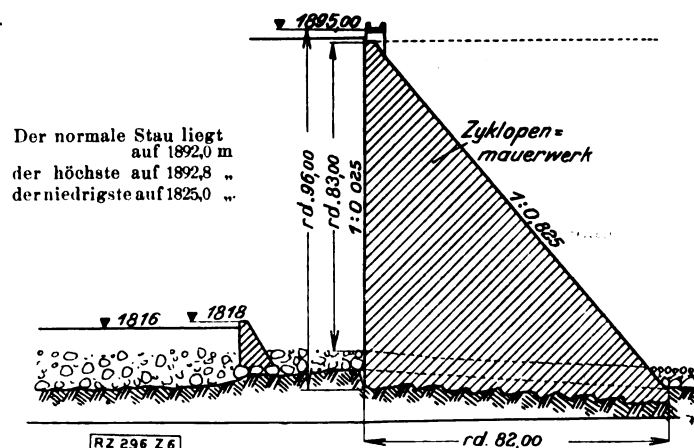 1895,00
Der normale Stau liegt
auf 1892,0 m
der höchste auf 1892,8 „
der niedrigste auf 1825,0 „
rd. 96,00
rd. 83,00
1:0,025
Zyklopen=
mauerwerk
1:0,825
1816
1818
rd. 82,00
RZ 296 Z6